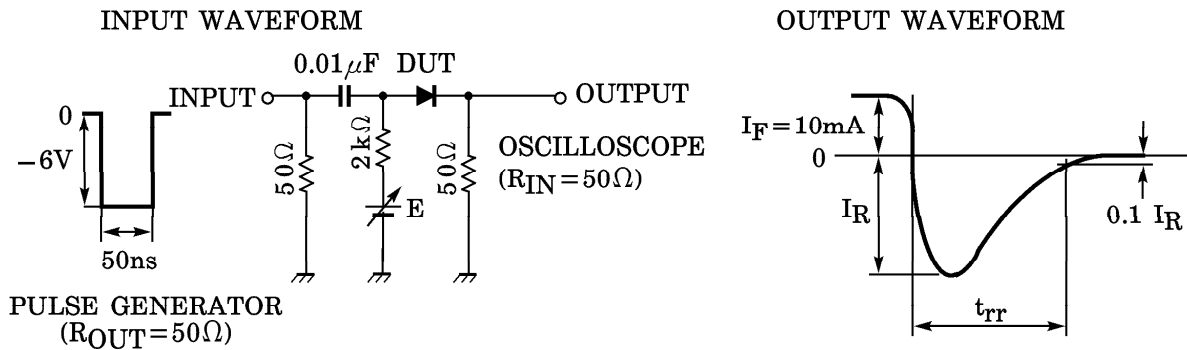 INPUT WAVEFORM
0
−6V
50ns
PULSE GENERATOR
(ROUT=50Ω)
0.01μF DUT
INPUT
OUTPUT
50Ω
2kΩ
E
50Ω
OSCILLOSCOPE
(RIN=50Ω)
OUTPUT WAVEFORM
IF=10mA
0
IR
0.1 IR
trr